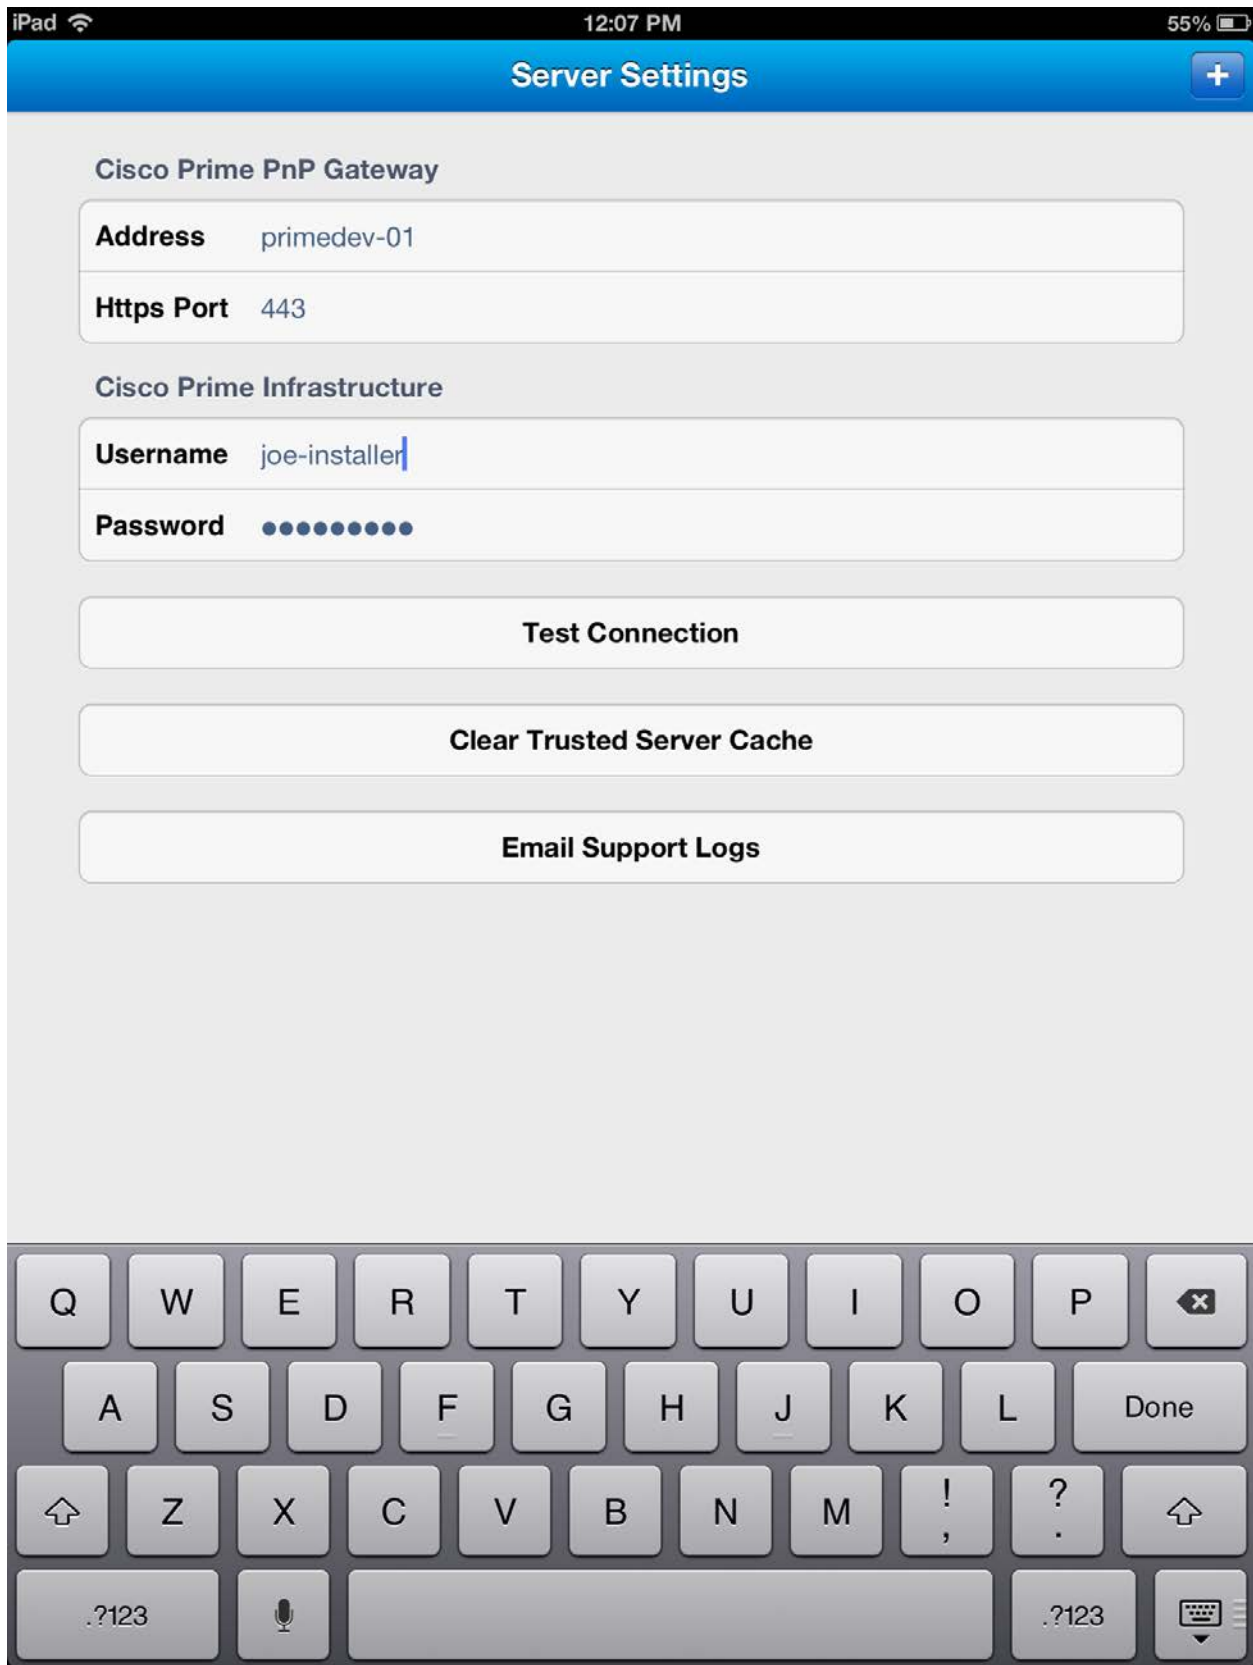 iPad 12:07 PM 55%
Server Settings +
Cisco Prime PnP Gateway
Address primedev-01
Https Port 443
Cisco Prime Infrastructure
Username joe-installer
Password ●●●●●●●●●
Test Connection
Clear Trusted Server Cache
Email Support Logs
Q W E R T Y U I O P
A S D F G H J K L Done
Z X C V B N M ! , ? .
.?123 .?123